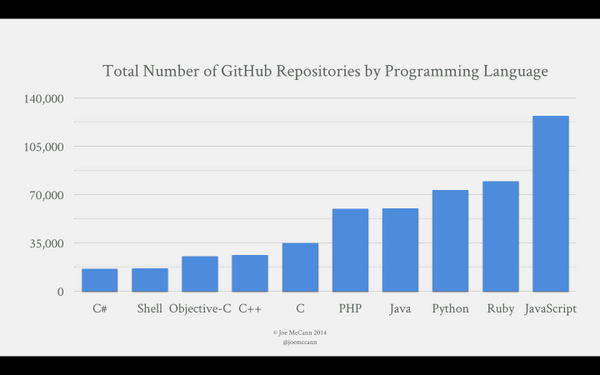 Total Number of GitHub Repositories by Programming Language
140,000
105,000
70,000
35,000
0
C# Shell Objective-C C++ C PHP Java Python Ruby JavaScript
© Joe McCann 2014
@joemccann